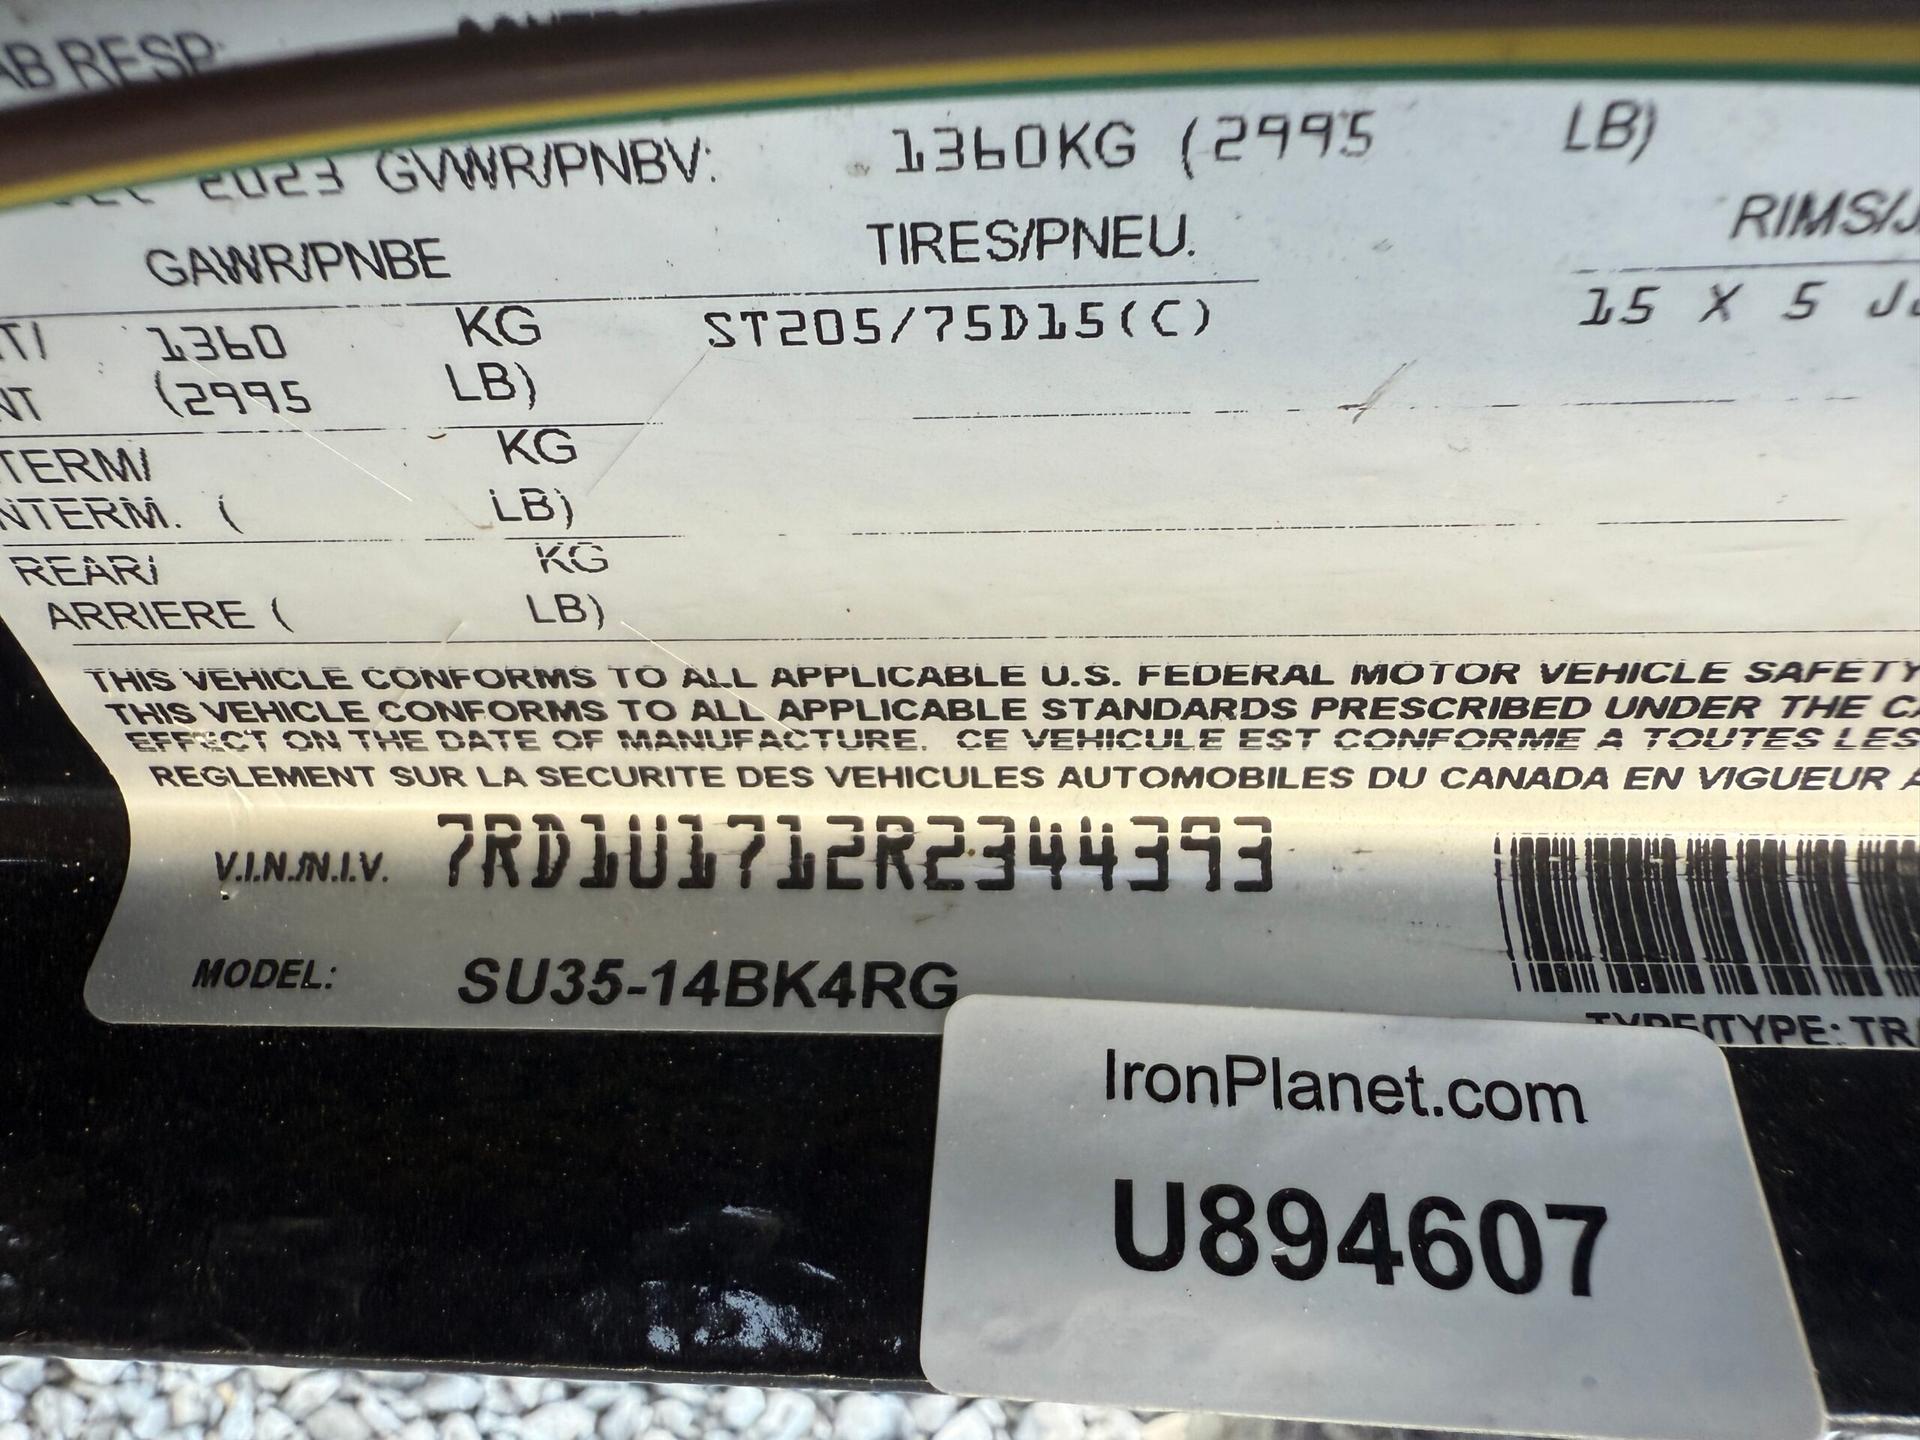 AB RESP:
2023 GVWR/PNBV: 1360KG (2995 LB)
GAWR/PNBE TIRES/PNEU. RIMS/J
T/ 1360 KG ST205/75D15(C) 15 X 5 J
NT (2995 LB)
TERM/ KG
NTERM. ( LB)
REAR/ KG
ARRIERE ( LB)
THIS VEHICLE CONFORMS TO ALL APPLICABLE U.S. FEDERAL MOTOR VEHICLE SAFETY
THIS VEHICLE CONFORMS TO ALL APPLICABLE STANDARDS PRESCRIBED UNDER THE CA
EFFECT ON THE DATE OF MANUFACTURE. CE VEHICULE EST CONFORME A TOUTES LES
REGLEMENT SUR LA SECURITE DES VEHICULES AUTOMOBILES DU CANADA EN VIGUEUR A
V.I.N./N.I.V. 7RD1U1712R2344393
MODEL: SU35-14BK4RG
TYPE/TYPE: TRA
IronPlanet.com
U894607